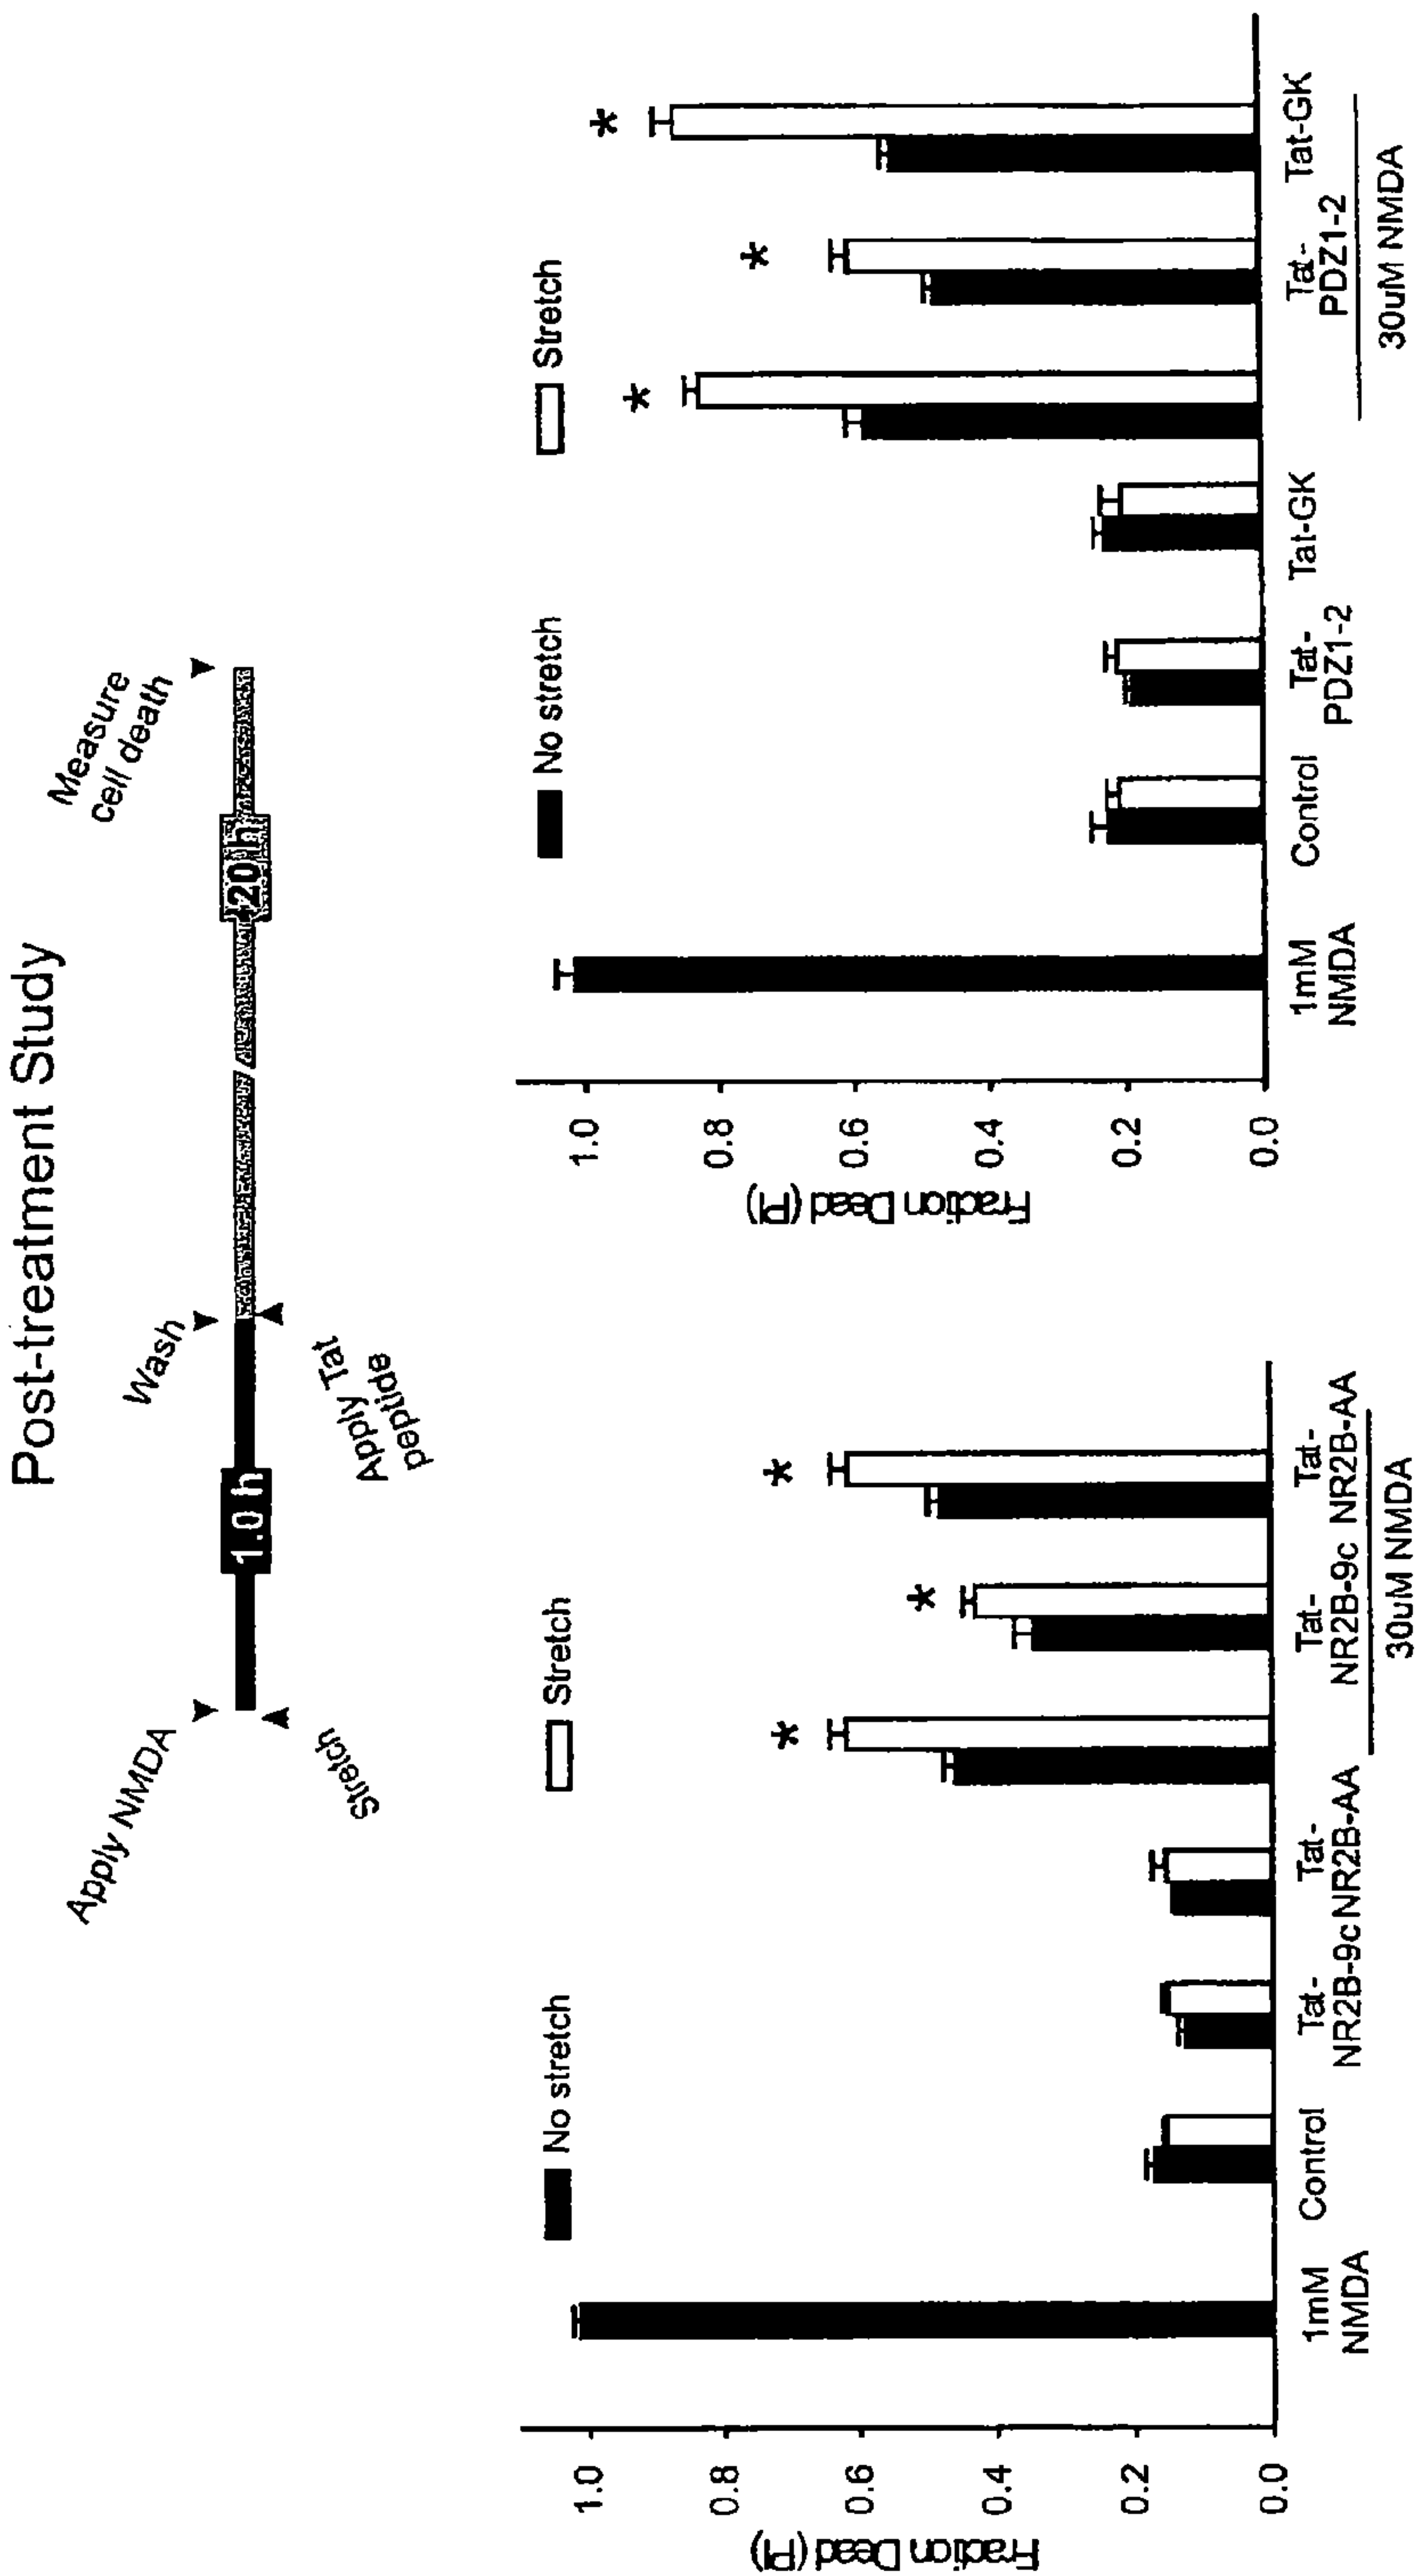 Post-treatment Study
Apply NMDA
Wash
Measure
cell death
1.0 h
20 h
Stretch
Apply Tat
peptide
No stretch
Stretch
Fraction Dead (PI)
1.0
0.8
0.6
0.4
0.2
0.0
*
*
*
1mM
NMDA
Control
Tat-
NR2B-9c
Tat-
NR2B-AA
Tat-
NR2B-9c
Tat-
NR2B-AA
30uM NMDA
No stretch
Stretch
Fraction Dead (PI)
1.0
0.8
0.6
0.4
0.2
0.0
*
*
*
1mM
NMDA
Control
Tat-
PDZ1-2
Tat-GK
Tat-
PDZ1-2
Tat-GK
30uM NMDA